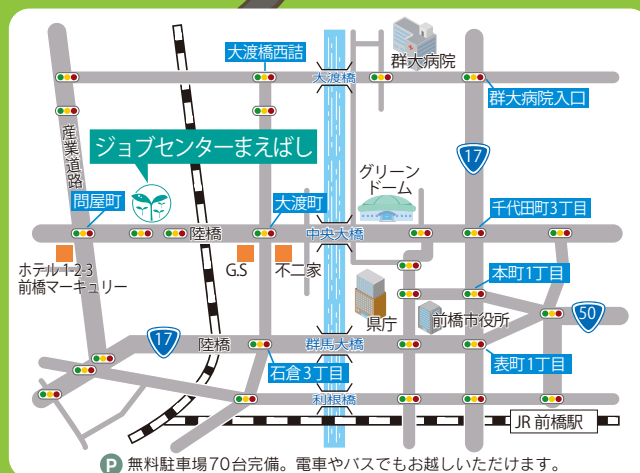 大渡橋西詰
大渡橋
群大病院
群大病院入口
産業道路
ジョブセンターまえばし
17
グリーン
ドーム
問屋町
大渡町
千代田町3丁目
陸橋
中央大橋
ホテル1-2-3
前橋マーキュリー
G.S
不二家
県庁
前橋市役所
本町1丁目
50
17
陸橋
群馬大橋
石倉3丁目
表町1丁目
利根橋
JR 前橋駅
P 無料駐車場70台完備。電車やバスでもお越しいただけます。